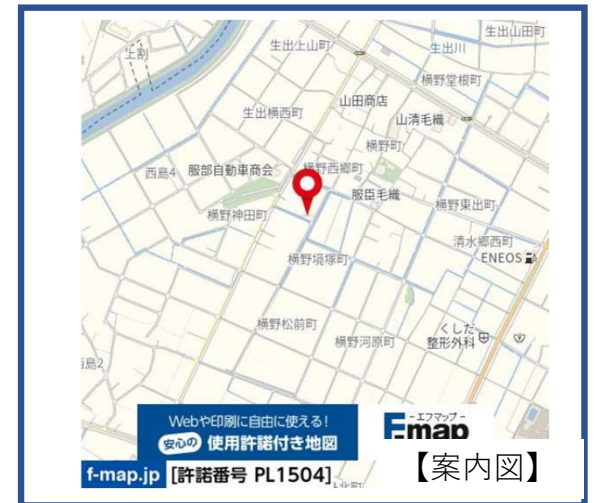 生出山田町
生出上山町
生出川
上割
横野堂根町
山田商店
生出横西町
山清毛織
横野町
西島4
服部自動車商会
横野西郷町
服臣毛織
横野東出町
横野神田町
清水郷西町
ENEOS
横野境塚町
横野松前町
横野河原町
くしだ
整形外科
島2
Webや印刷に自由に使える!
安心の 使用許諾付き地図
-エフマップ-
F-map
f-map.jp [許諾番号 PL1504]
北町
【案内図】